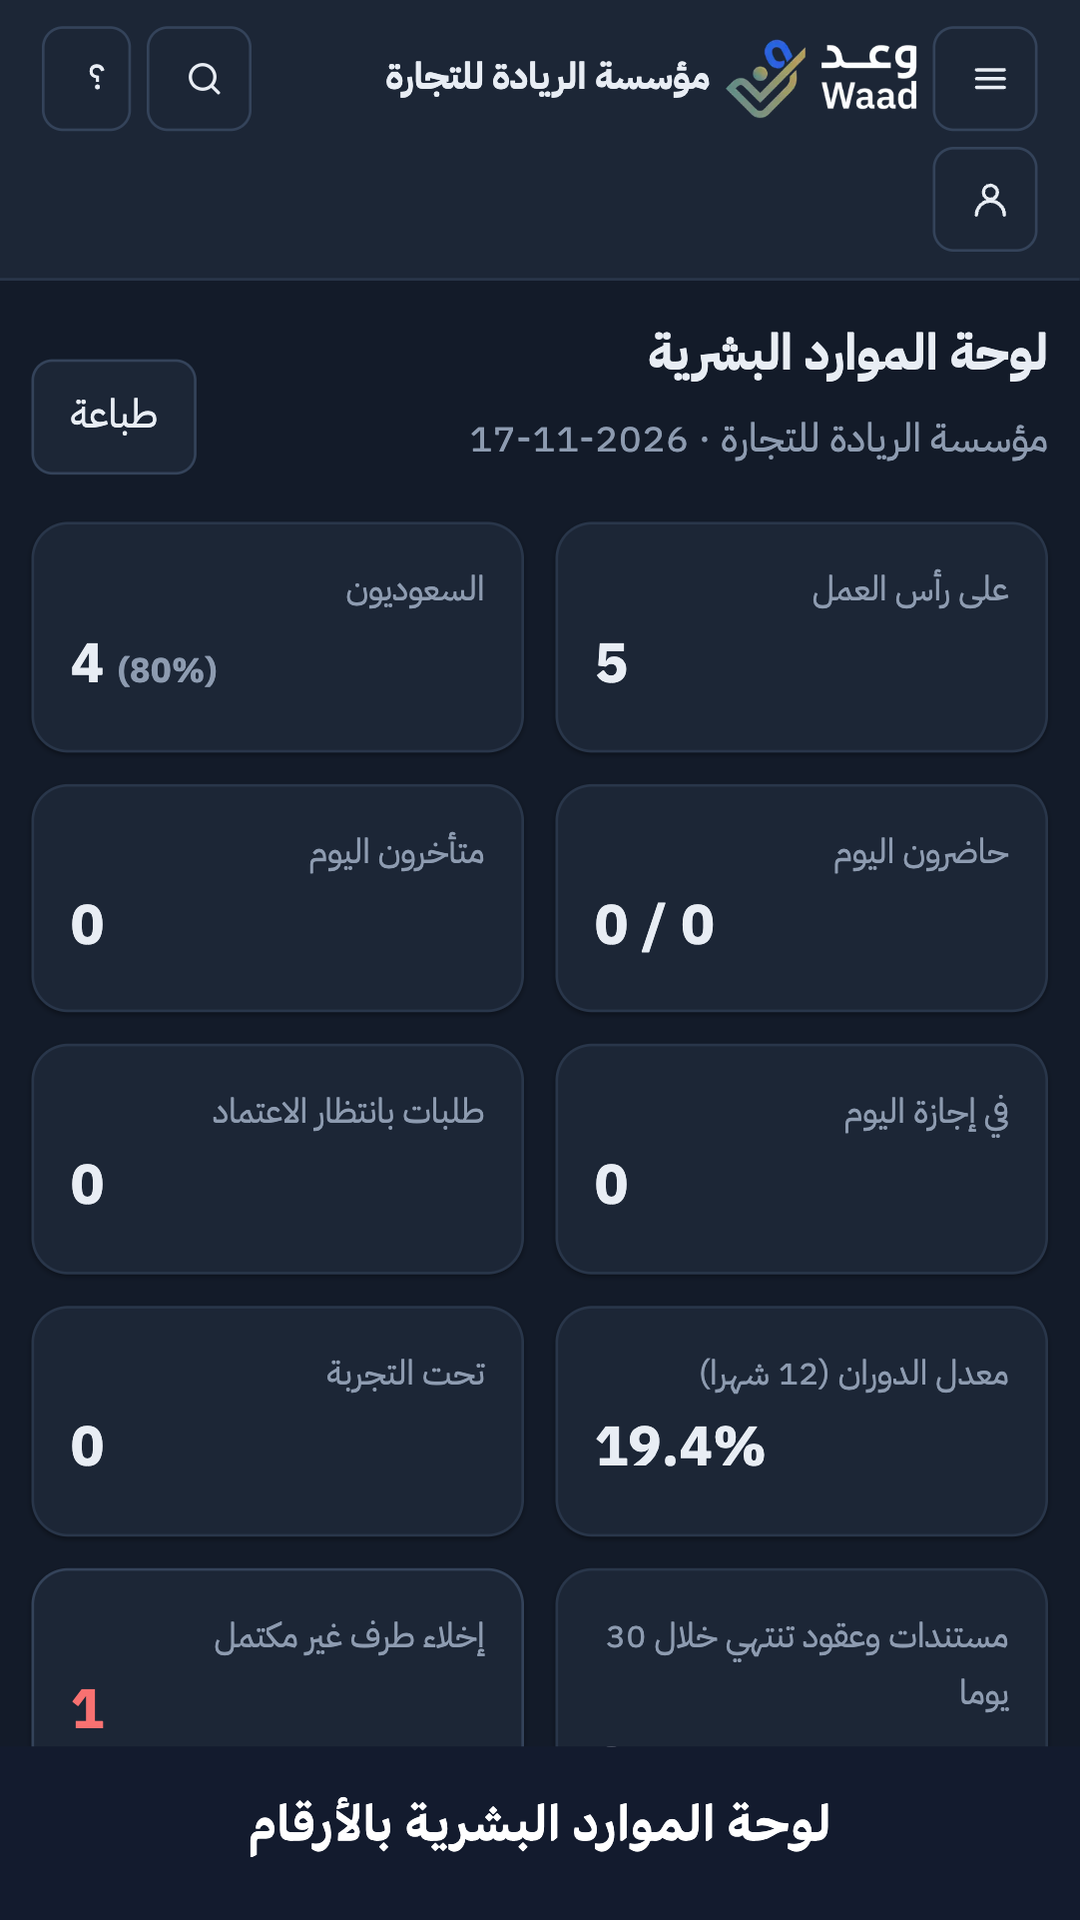 وعد
Waad
مؤسسة الريادة للتجارة
؟
لوحة الموارد البشرية
مؤسسة الريادة للتجارة · 2026-11-17
طباعة
على رأس العمل
5
السعوديون
4 (80%)
حاضرون اليوم
0 / 0
متأخرون اليوم
0
في إجازة اليوم
0
طلبات بانتظار الاعتماد
0
معدل الدوران (12 شهرا)
19.4%
تحت التجربة
0
مستندات وعقود تنتهي خلال 30
يوما
إخلاء طرف غير مكتمل
1
لوحة الموارد البشرية بالأرقام